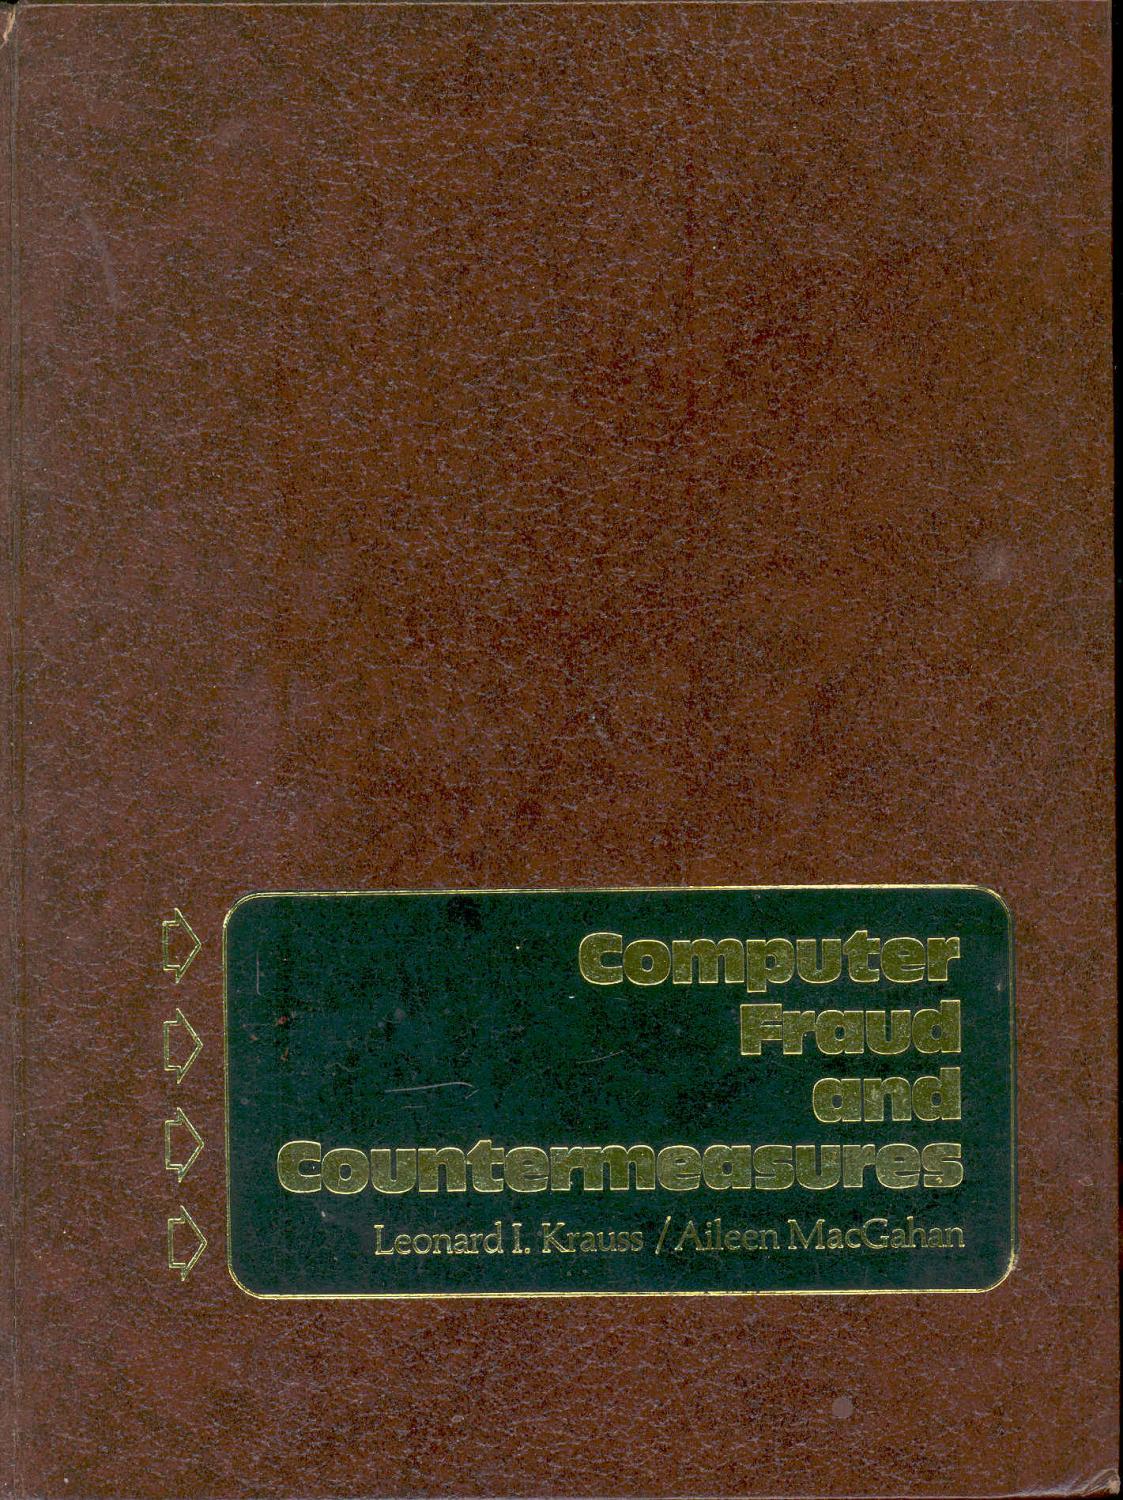 Computer
Fraud
and
Countermeasures
Leonard I. Krauss / Aileen MacGahan